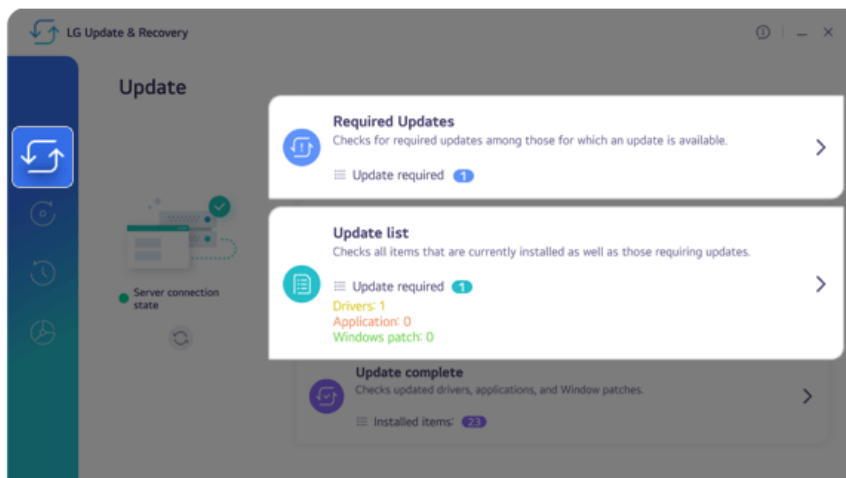 LG Update & Recovery
Update
Required Updates
Checks for required updates among those for which an update is available.
Update required 1
Update list
Checks all items that are currently installed as well as those requiring updates.
Update required 1
Drivers: 1
Application: 0
Windows patch: 0
Server connection
state
Update complete
Checks updated drivers, applications, and Window patches.
Installed items: 23